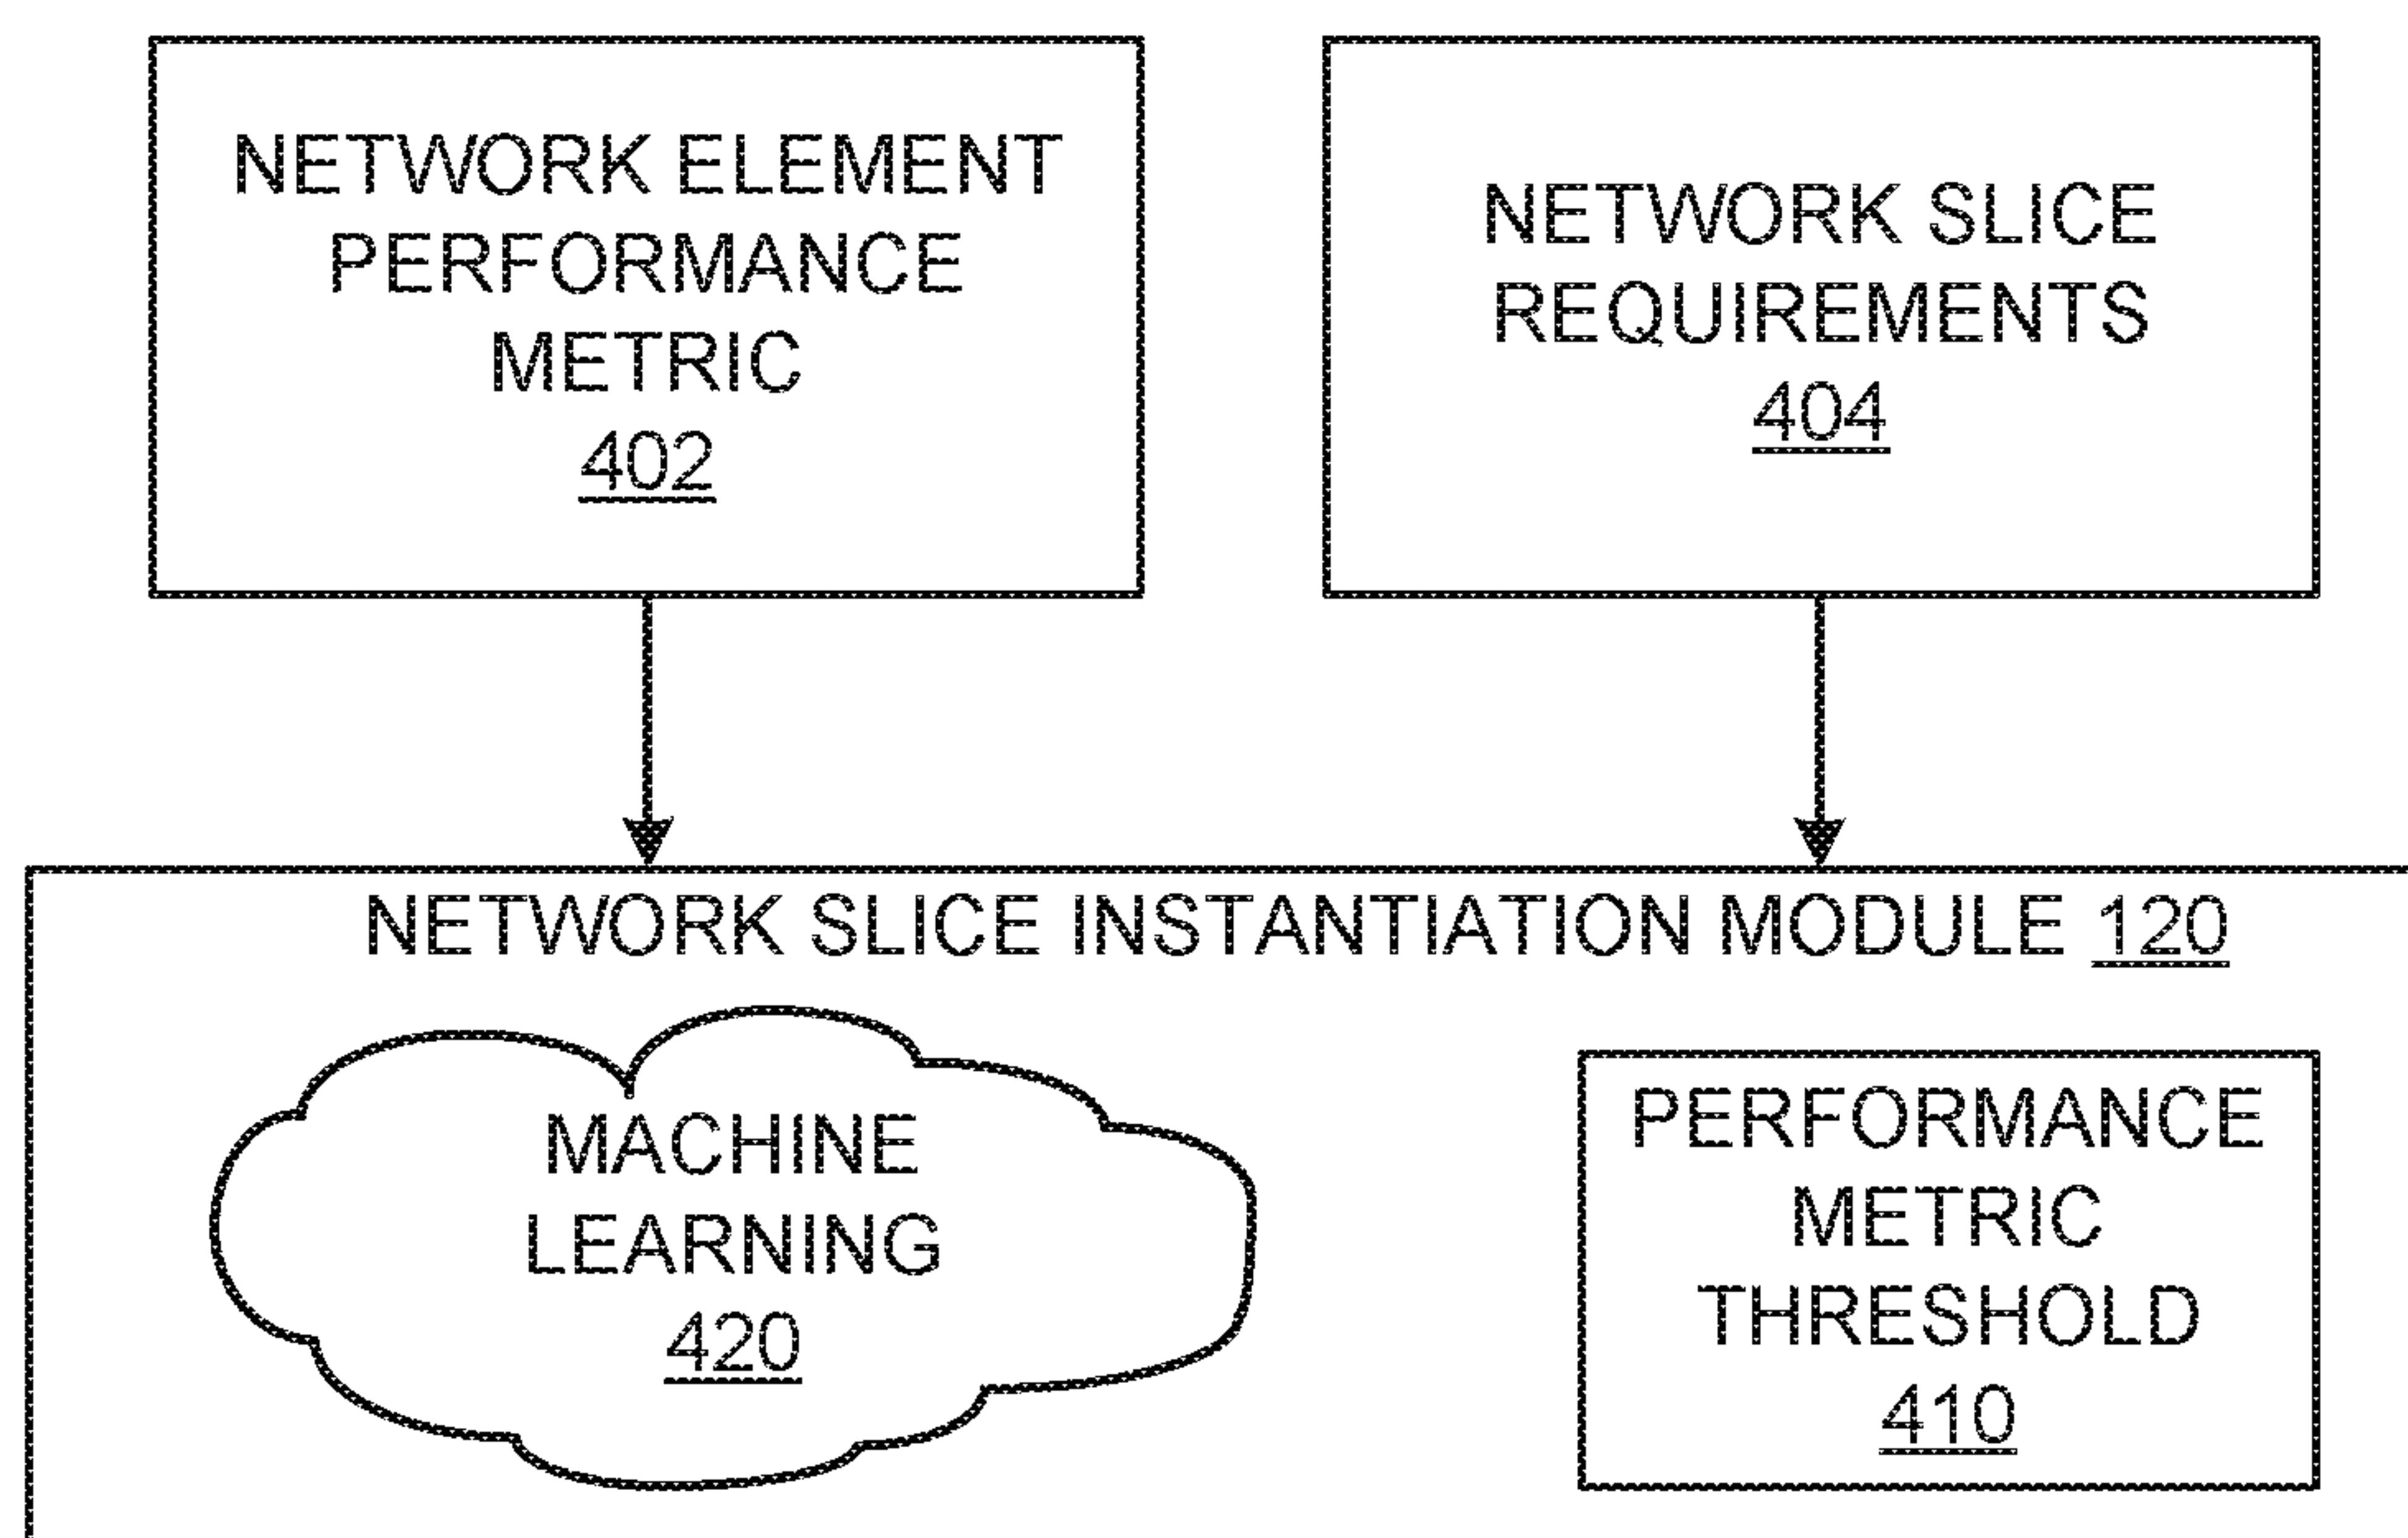 NETWORK ELEMENT
PERFORMANCE
METRIC
402
NETWORK SLICE
REQUIREMENTS
404
NETWORK SLICE INSTANTIATION MODULE 120
MACHINE
LEARNING
420
PERFORMANCE
METRIC
THRESHOLD
410